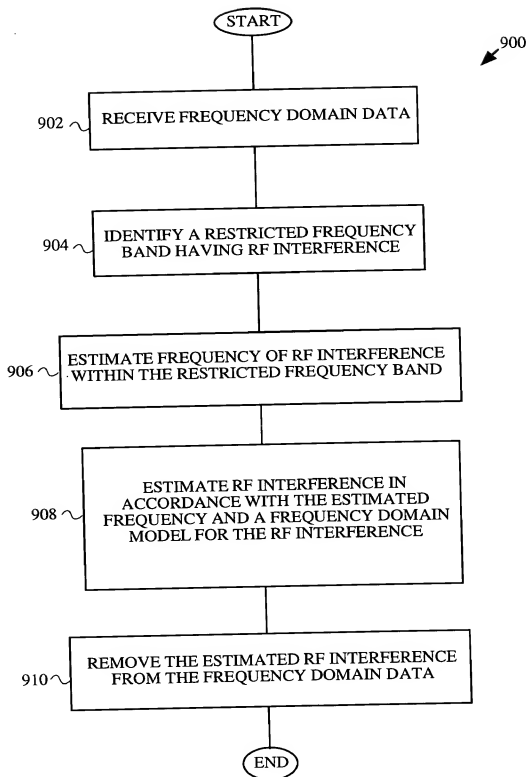 START
900
902
RECEIVE FREQUENCY DOMAIN DATA
904
IDENTIFY A RESTRICTED FREQUENCY
BAND HAVING RF INTERFERENCE
906
ESTIMATE FREQUENCY OF RF INTERFERENCE
WITHIN THE RESTRICTED FREQUENCY BAND
908
ESTIMATE RF INTERFERENCE IN
ACCORDANCE WITH THE ESTIMATED
FREQUENCY AND A FREQUENCY DOMAIN
MODEL FOR THE RF INTERFERENCE
910
REMOVE THE ESTIMATED RF INTERFERENCE
FROM THE FREQUENCY DOMAIN DATA
END